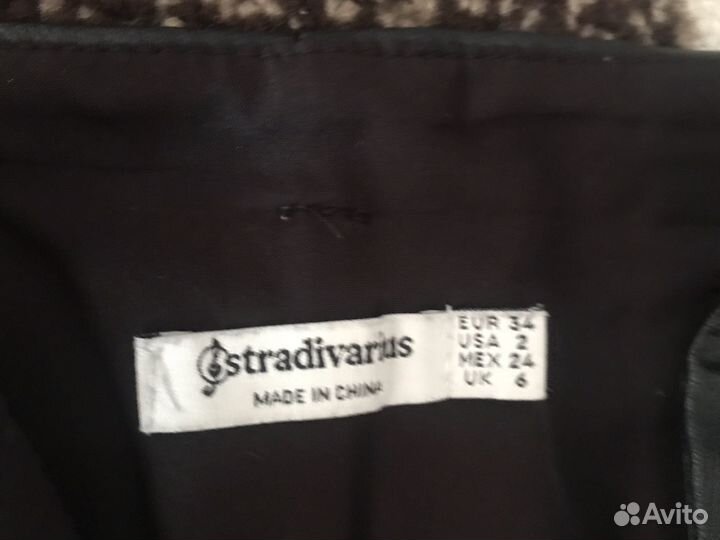 stradivarius
MADE IN CHINA
EUR 34
USA 2
MEX 24
UK 6
Avito